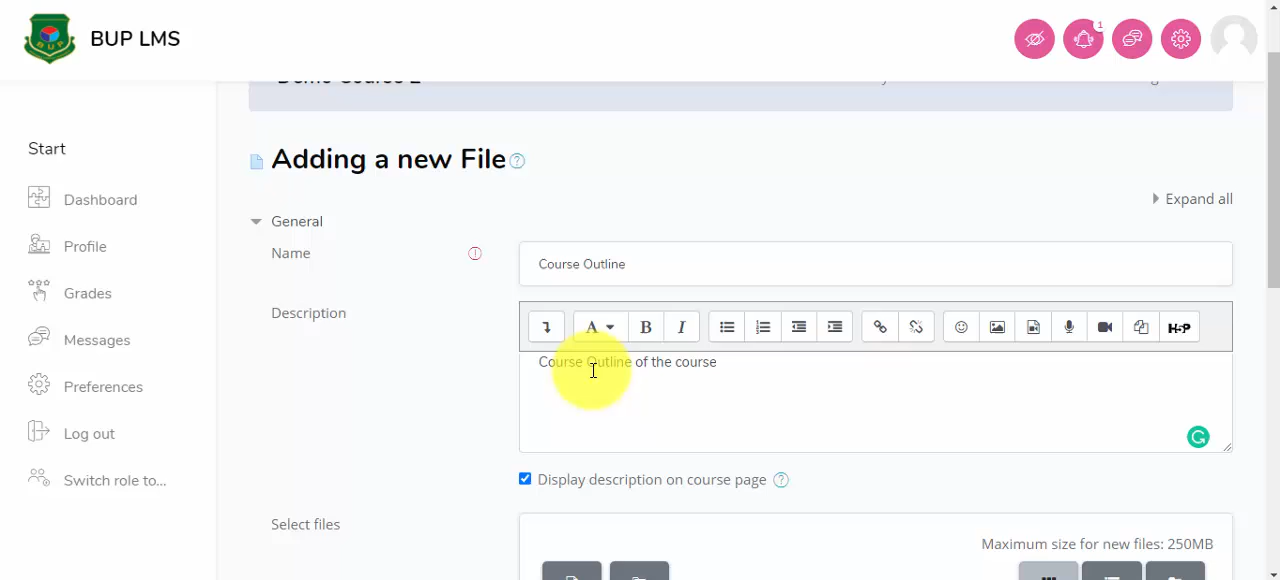 BUP LMS
1
Start
Dashboard
Profile
Grades
Messages
Preferences
Log out
Switch role to...
Adding a new File
Expand all
General
Name
Course Outline
Description
A
B
I
H5P
Course Outline of the course
Display description on course page
Select files
Maximum size for new files: 250MB